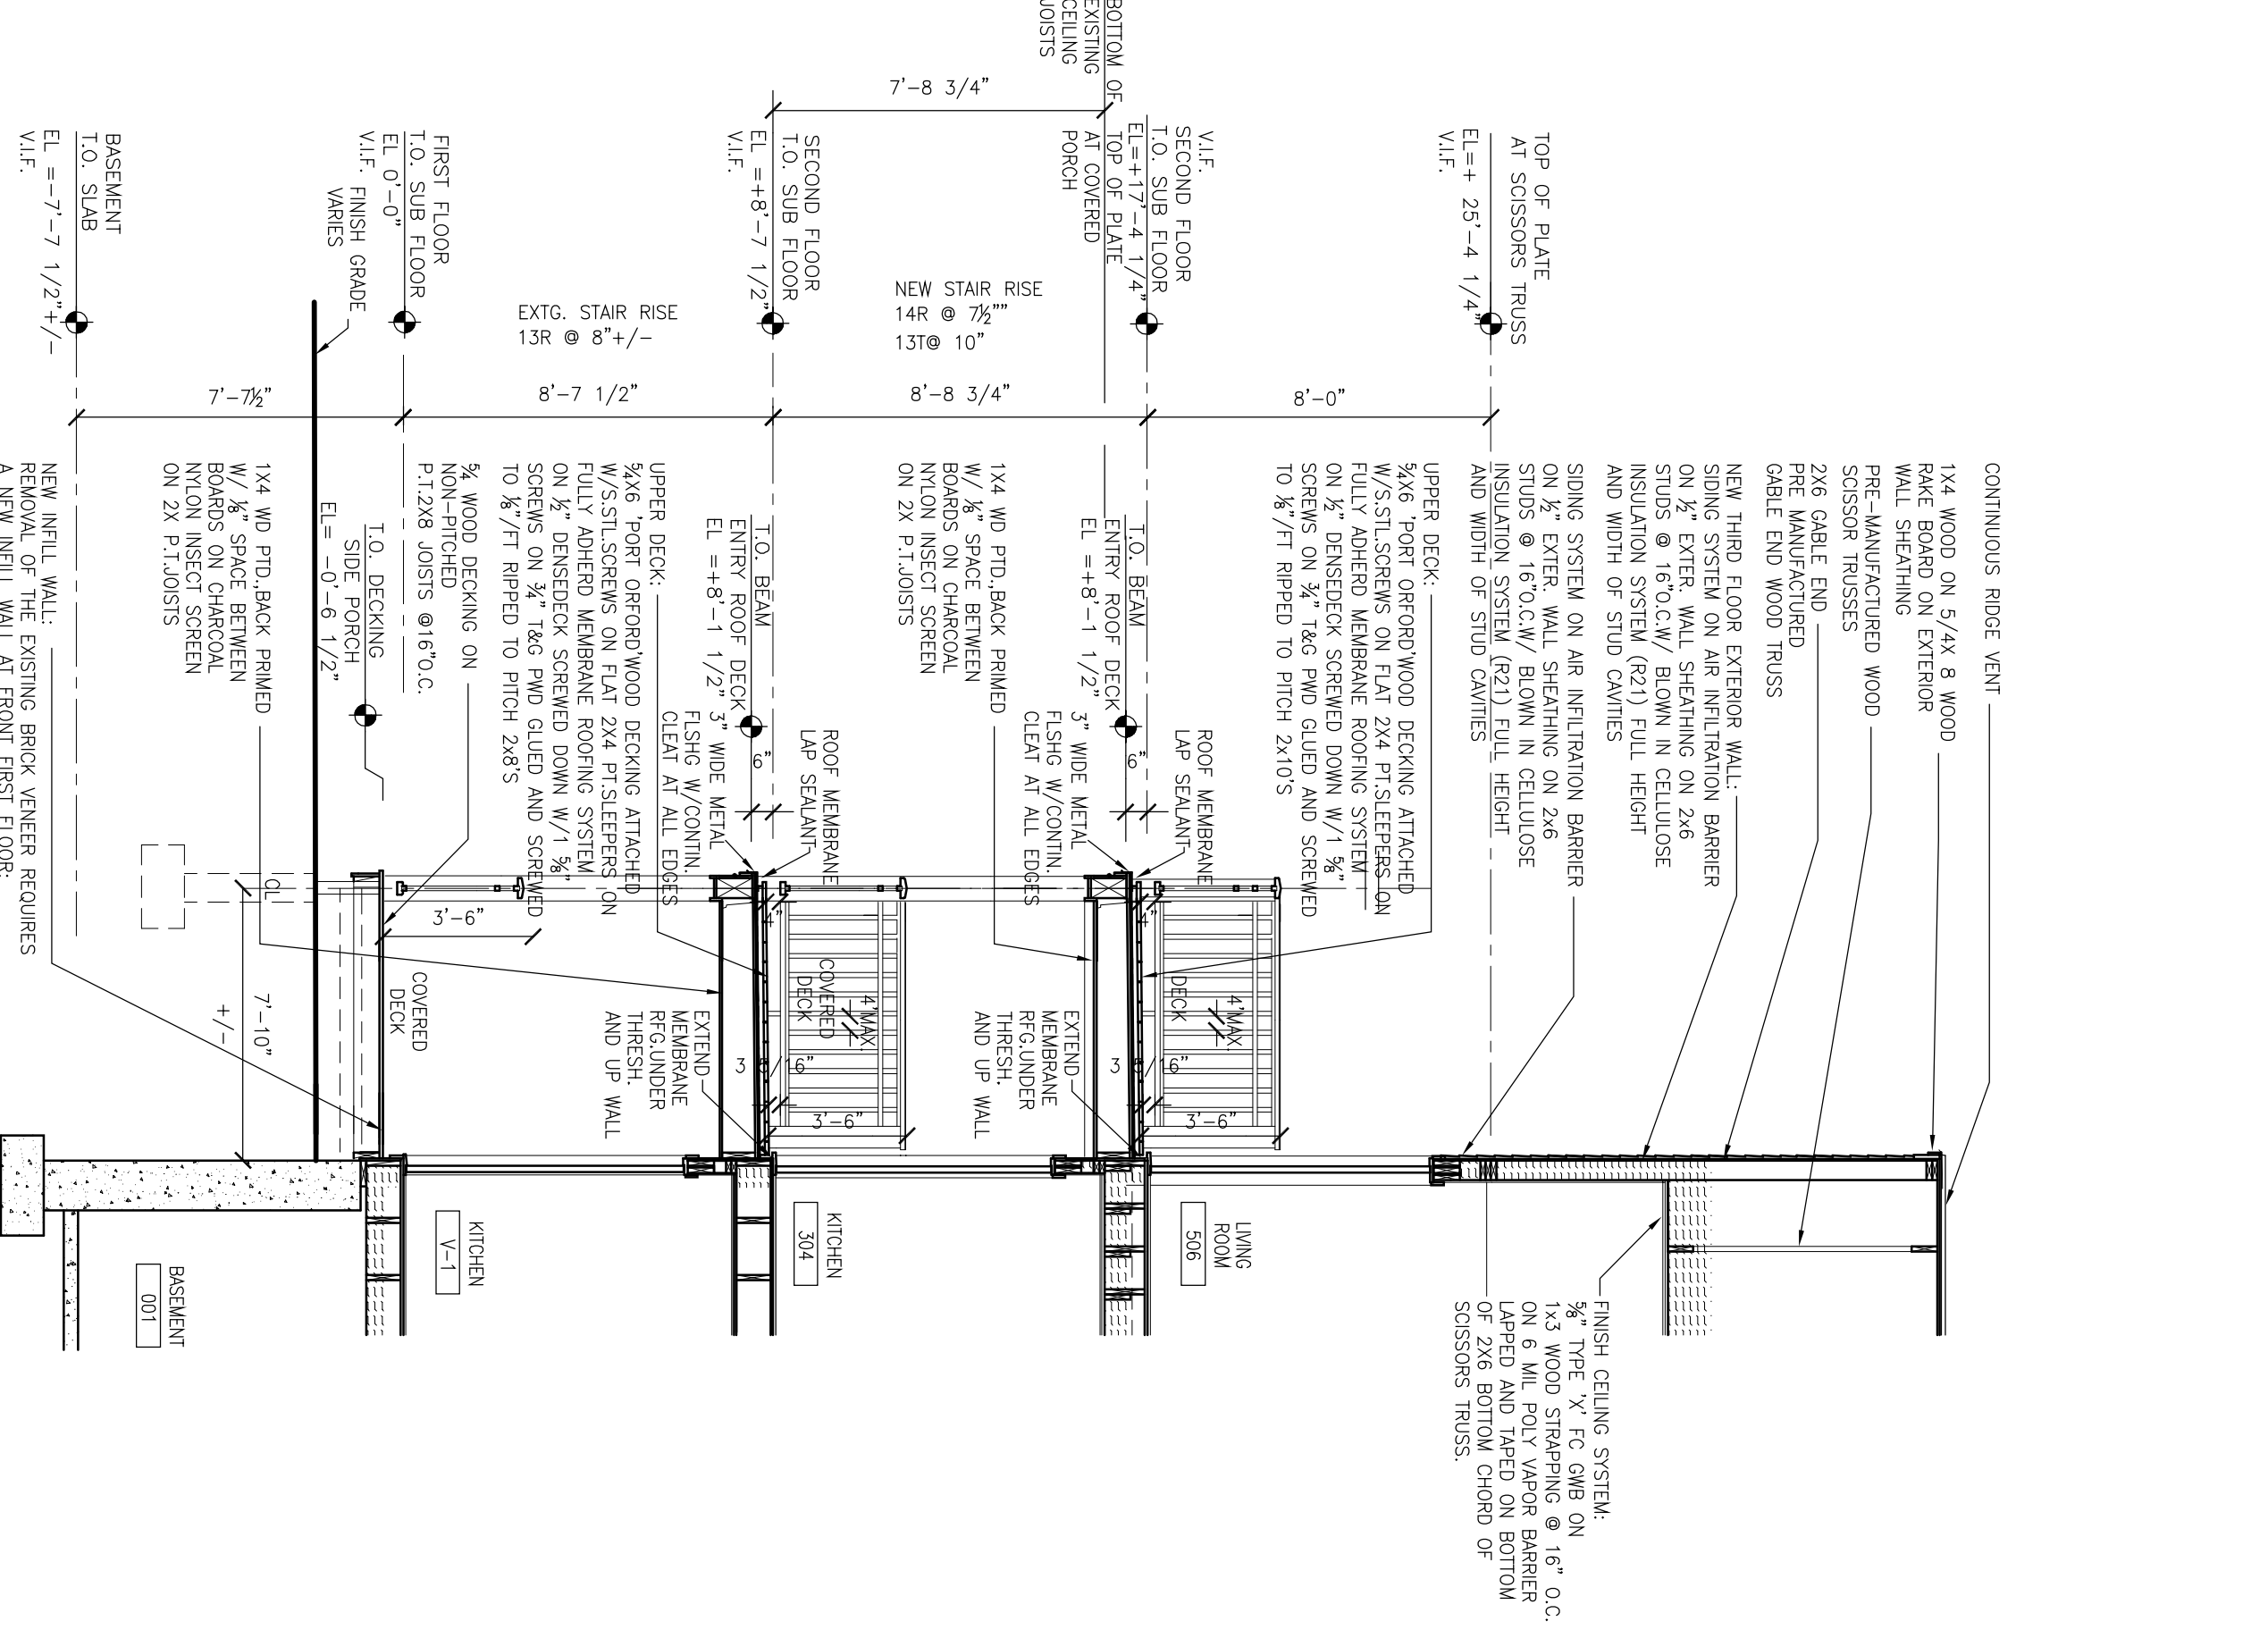 CONTINUOUS RIDGE VENT
1X4 WOOD ON 5/4X 8 WOOD
RAKE BOARD ON EXTERIOR
WALL SHEATHING
PRE-MANUFACTURED WOOD
SCISSOR TRUSSES
2X6 GABLE END
PRE MANUFACTURED
GABLE END WOOD TRUSS
NEW THIRD FLOOR EXTERIOR WALL:
SIDING SYSTEM ON AIR INFILTRATION BARRIER
ON ½" EXTER. WALL SHEATHING ON 2x6
STUDS @ 16"O.C.W/ BLOWN IN CELLULOSE
INSULATION SYSTEM (R21) FULL HEIGHT
AND WIDTH OF STUD CAVITIES
SIDING SYSTEM ON AIR INFILTRATION BARRIER
ON ½" EXTER. WALL SHEATHING ON 2x6
STUDS @ 16"O.C.W/ BLOWN IN CELLULOSE
INSULATION SYSTEM (R21) FULL HEIGHT
AND WIDTH OF STUD CAVITIES
TOP OF PLATE
AT SCISSORS TRUSS
EL=+ 25'-4 1/4"
V.I.F.
8'-0"
FINISH CEILING SYSTEM:
⅝" TYPE 'X' FC GWB ON
1x3 WOOD STRAPPING @ 16" O.C.
ON 6 MIL POLY VAPOR BARRIER
LAPPED AND TAPED ON BOTTOM
OF 2X6 BOTTOM CHORD OF
SCISSORS TRUSS.
UPPER DECK:
5/4X6 'PORT ORFORD'WOOD DECKING ATTACHED
W/S.STL.SCREWS ON FLAT 2X4 PT.SLEEPERS ON
FULLY ADHERD MEMBRANE ROOFING SYSTEM
ON ½" DENSEDECK SCREWED DOWN W/1 ⅝"
SCREWS ON ¾" T&G PWD GLUED AND SCREWED
TO ⅛"/FT RIPPED TO PITCH 2x10'S
V.I.F.
SECOND FLOOR
T.O. SUB FLOOR
EL=+17'-4 1/4"
BOTTOM OF
EXISTING
CEILING
JOISTS
TOP OF PLATE
AT COVERED
PORCH
7'-8 3/4"
8'-8 3/4"
NEW STAIR RISE
14R @ 7½""
13T@ 10"
T.O. BEAM
ENTRY ROOF DECK
EL =+8'-1 1/2"
6"
ROOF MEMBRANE
LAP SEALANT
3" WIDE METAL
FLSHG W/CONTIN.
CLEAT AT ALL EDGES
4"
DECK
4'MAX.
3 5/16"
3'-6"
LIVING
ROOM
506
EXTEND
MEMBRANE
RFG.UNDER
THRESH.
AND UP WALL
1X4 WD PTD.,BACK PRIMED
W/ ⅛" SPACE BETWEEN
BOARDS ON CHARCOAL
NYLON INSECT SCREEN
ON 2X P.T.JOISTS
SECOND FLOOR
T.O. SUB FLOOR
EL =+8'-7 1/2"
V.I.F.
8'-7 1/2"
EXTG. STAIR RISE
13R @ 8"+/-
UPPER DECK:
5/4X6 'PORT ORFORD'WOOD DECKING ATTACHED
W/S.STL.SCREWS ON FLAT 2X4 PT.SLEEPERS ON
FULLY ADHERD MEMBRANE ROOFING SYSTEM
ON ½" DENSEDECK SCREWED DOWN W/1 ⅝"
SCREWS ON ¾" T&G PWD GLUED AND SCREWED
TO ⅛"/FT RIPPED TO PITCH 2x8'S
T.O. BEAM
ENTRY ROOF DECK
EL =+8'-1 1/2"
6"
ROOF MEMBRANE
LAP SEALANT
3" WIDE METAL
FLSHG W/CONTIN.
CLEAT AT ALL EDGES
4"
COVERED
DECK
4'MAX.
3 5/16"
3'-6"
KITCHEN
304
EXTEND
MEMBRANE
RFG.UNDER
THRESH.
AND UP WALL
FIRST FLOOR
T.O. SUB FLOOR
EL 0'-0"
V.I.F.
5/4 WOOD DECKING ON
NON-PITCHED
P.T.2X8 JOISTS @16"O.C.
T.O. DECKING
SIDE PORCH
EL= -0'-6 1/2"
3'-6"
COVERED
DECK
KITCHEN
V-1
FINISH GRADE
VARIES
7'-7½"
1X4 WD PTD.,BACK PRIMED
W/ ⅛" SPACE BETWEEN
BOARDS ON CHARCOAL
NYLON INSECT SCREEN
ON 2X P.T.JOISTS
CL
7'-10"
+/-
BASEMENT
001
BASEMENT
T.O. SLAB
EL =-7'-7 1/2"+/-
V.I.F.
NEW INFILL WALL:
REMOVAL OF THE EXISTING BRICK VENEER REQUIRES
A NEW INFILL WALL AT FRONT FIRST FLOOR: